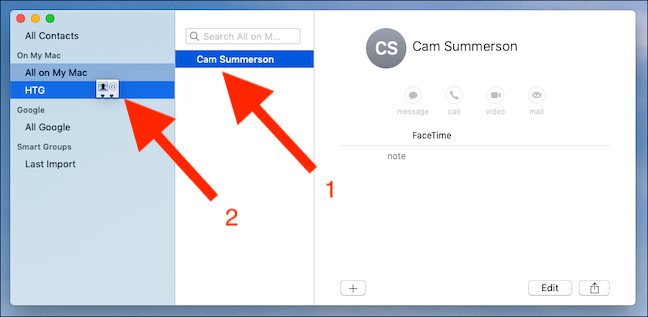 All Contacts
On My Mac
All on My Mac
HTG
Google
All Google
Smart Groups
Last Import
Search All on M...
Cam Summerson
1
2
CS
Cam Summerson
message call video mail
FaceTime
note
+
Edit